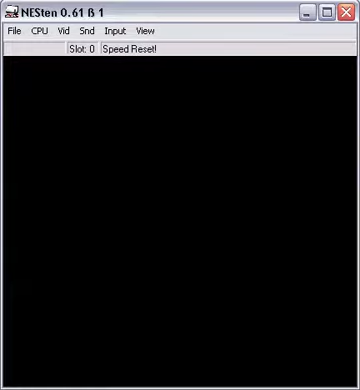 NESten 0.61 ß 1
File CPU Vid Snd Input View
Slot: 0 Speed Reset!